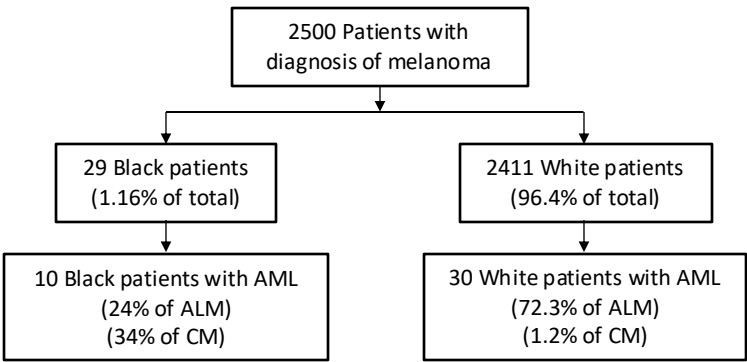 2500 Patients with
diagnosis of melanoma
29 Black patients
(1.16% of total)
2411 White patients
(96.4% of total)
10 Black patients with AML
(24% of ALM)
(34% of CM)
30 White patients with AML
(72.3% of ALM)
(1.2% of CM)